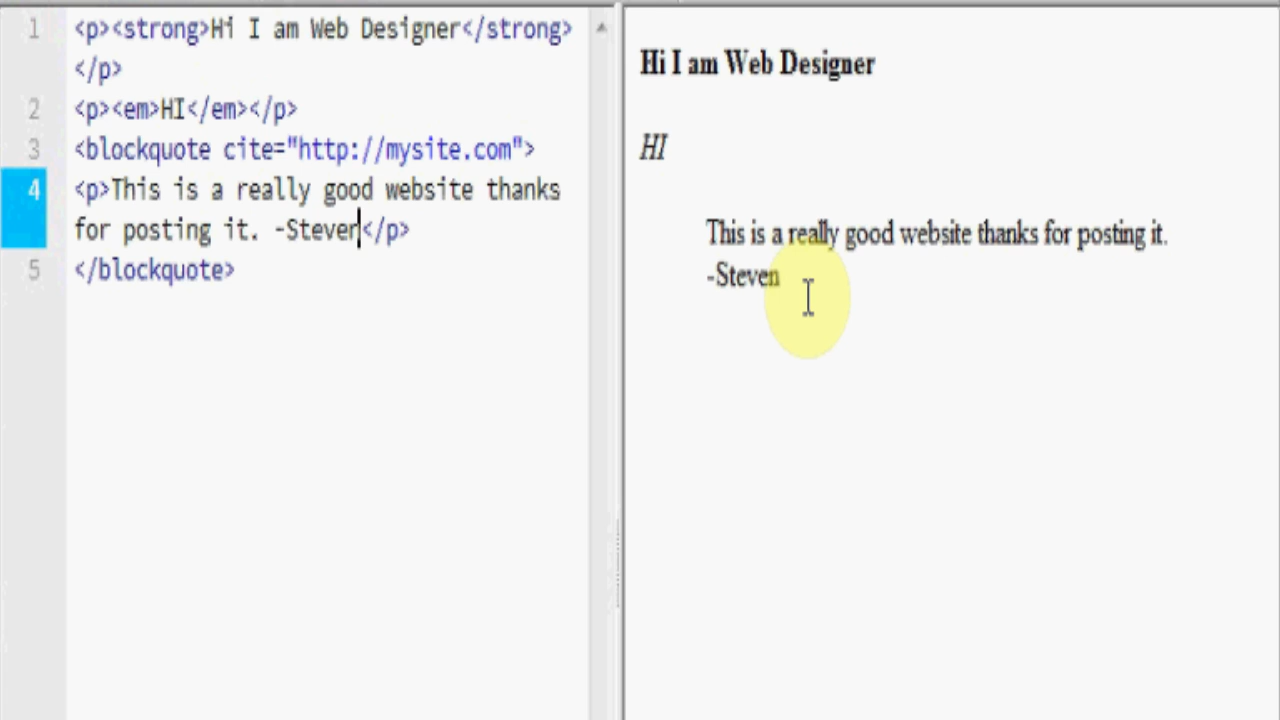 1 <p><strong>Hi I am Web Designer</strong>
</p>
2 <p><em>HI</em></p>
3 <blockquote cite="http://mysite.com">
4 <p>This is a really good website thanks
for posting it. -Steven</p>
5 </blockquote>
Hi I am Web Designer
HI
This is a really good website thanks for posting it.
-Steven